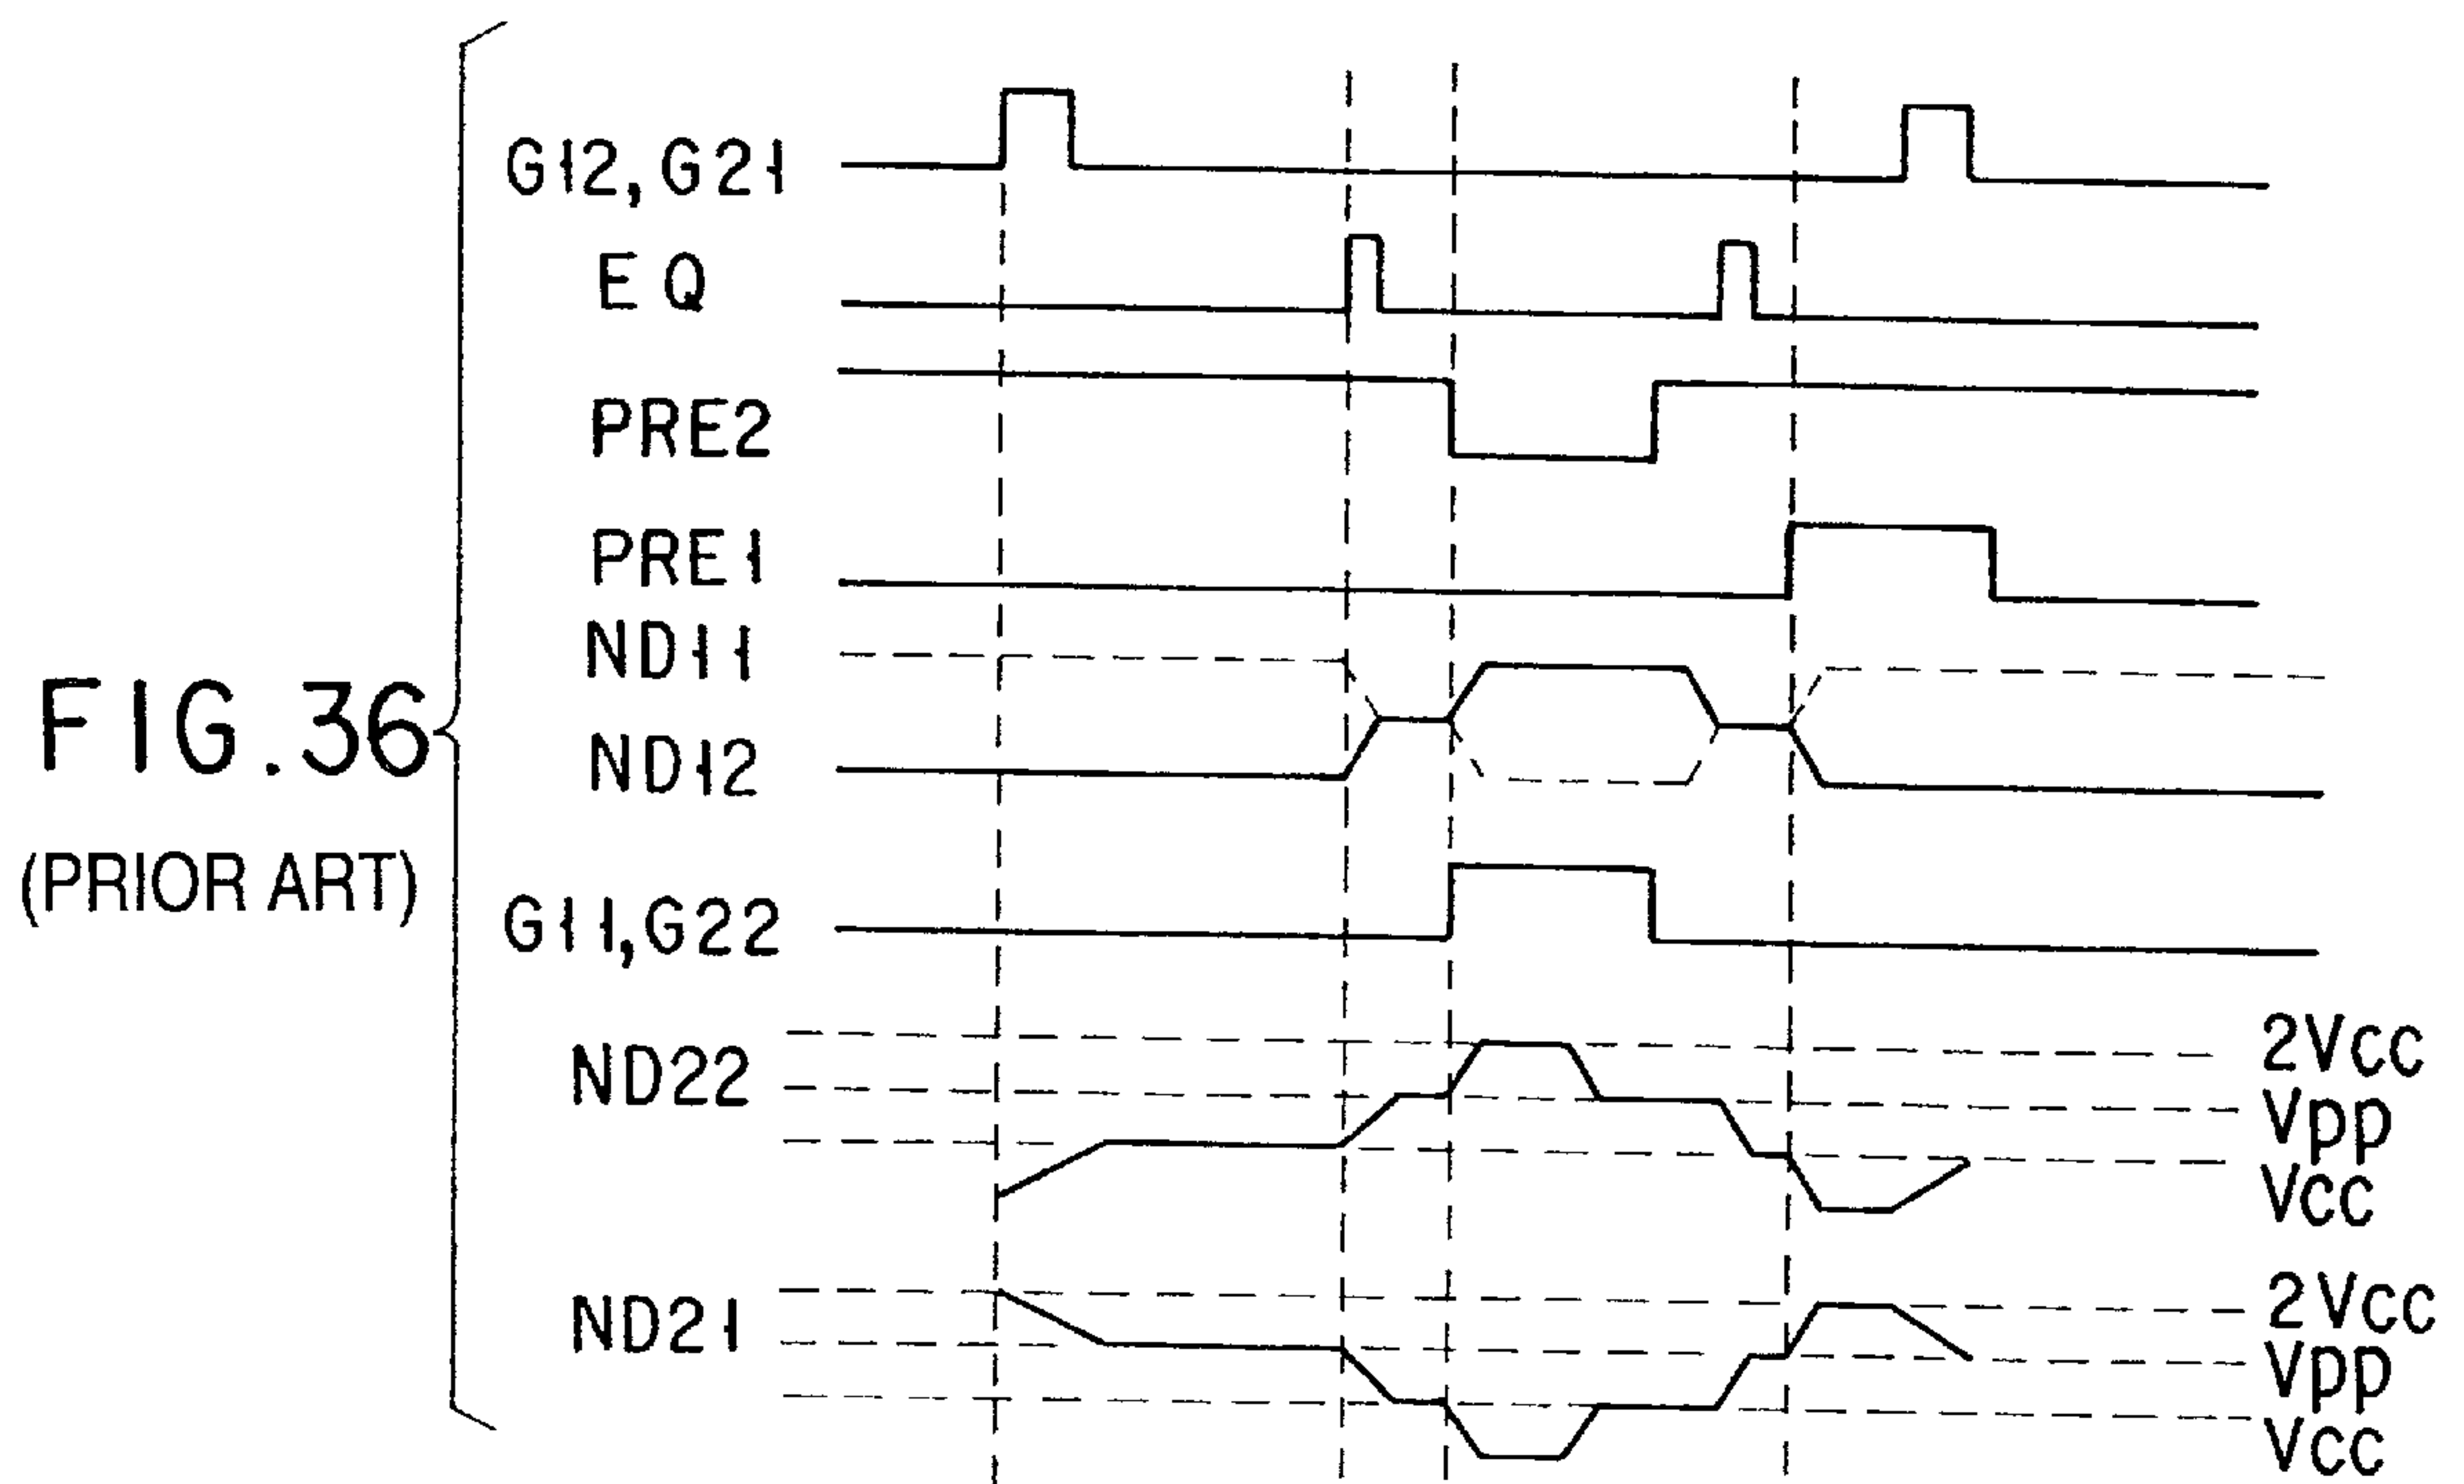 G12,G21
EQ
PRE2
PRE1
ND11
ND12
G11,G22
ND22
2Vcc
Vpp
Vcc
ND21
2Vcc
Vpp
Vcc
FIG.36
(PRIOR ART)